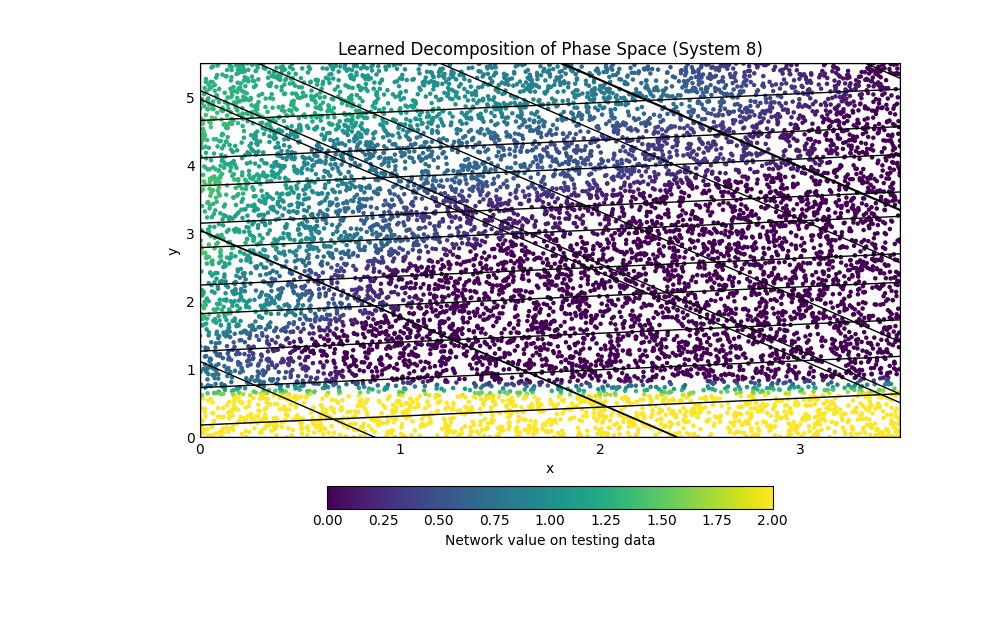 Learned Decomposition of Phase Space (System 8)
5
4
3
2
1
0
y
0 1 2 3
x
0.00 0.25 0.50 0.75 1.00 1.25 1.50 1.75 2.00
Network value on testing data